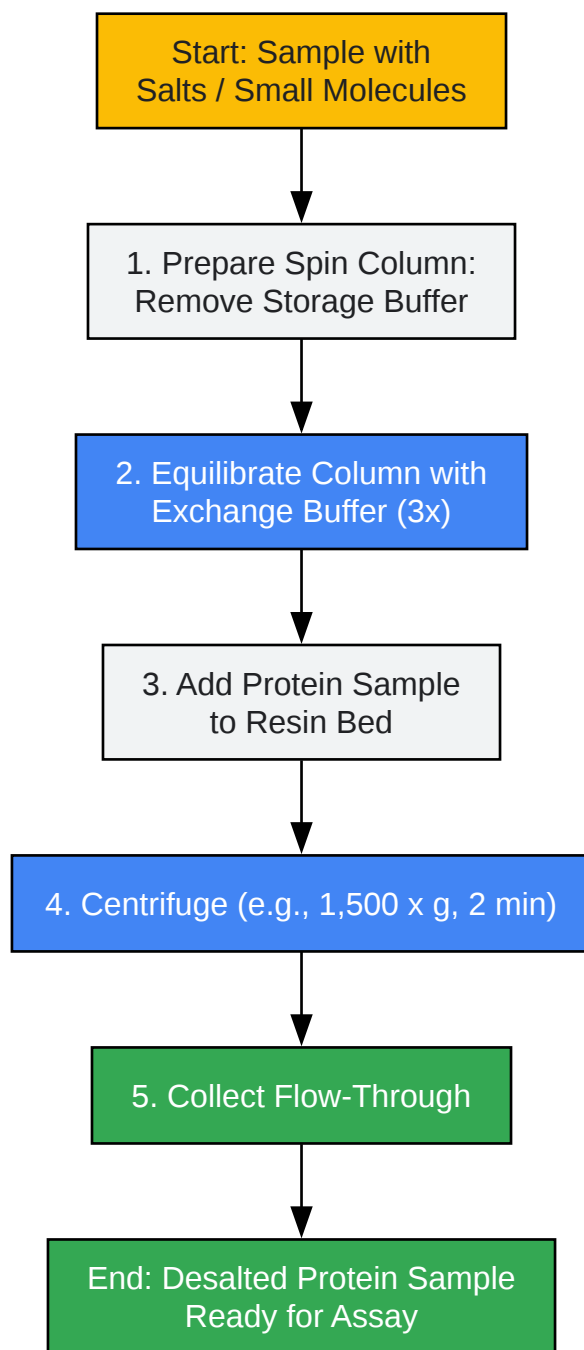 Start: Sample with
Salts / Small Molecules
1. Prepare Spin Column:
Remove Storage Buffer
2. Equilibrate Column with
Exchange Buffer (3x)
3. Add Protein Sample
to Resin Bed
4. Centrifuge (e.g., 1,500 x g, 2 min)
5. Collect Flow-Through
End: Desalted Protein Sample
Ready for Assay